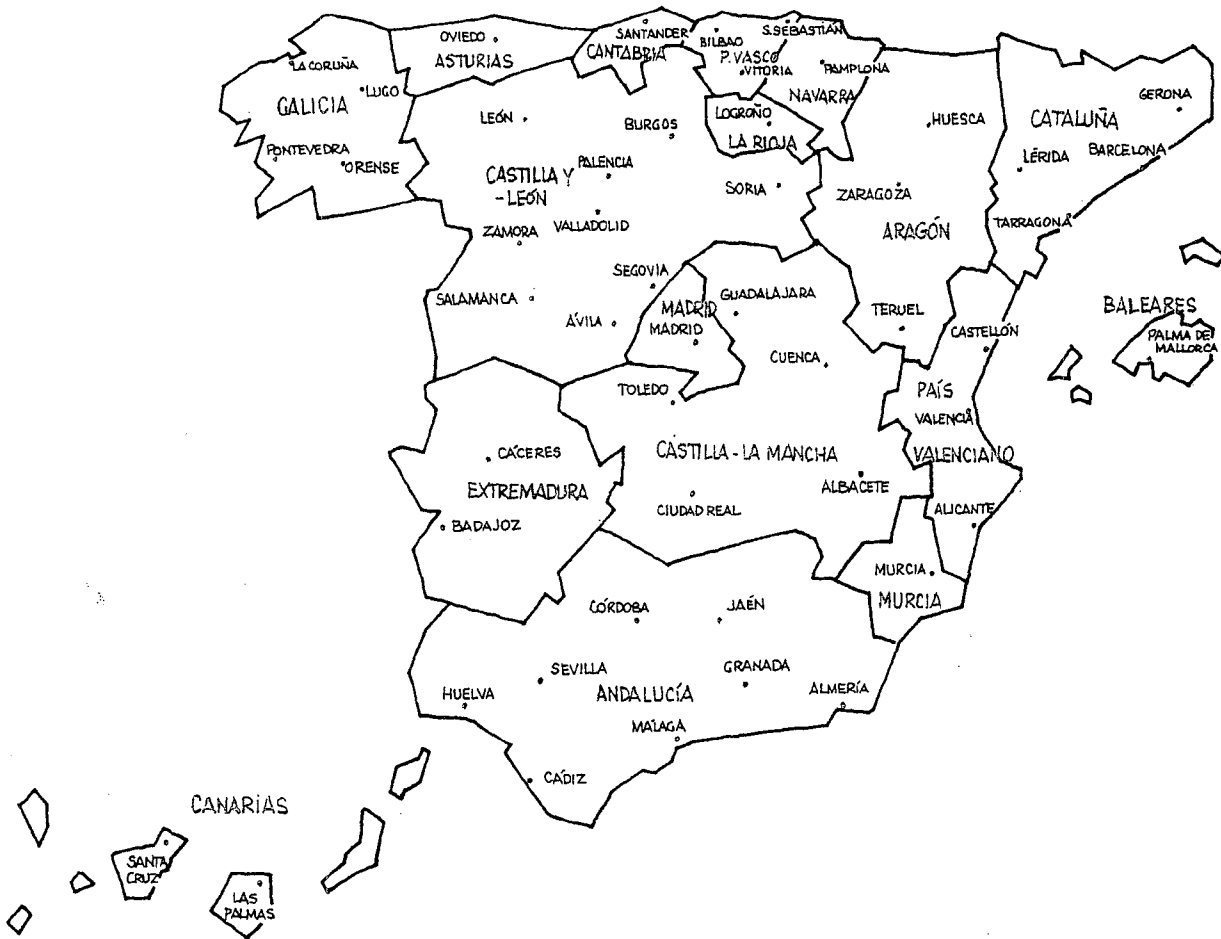 OVIEDO
ASTURIAS
SANTANDER
CANTABRIA
BILBAO
S.SEBASTIÁN
P. VASCO
VITORIA
PAMPLONA
NAVARRA
LA CORUÑA
LUGO
GALICIA
PONTEVEDRA
ORENSE
LEÓN
BURGOS
LOGROÑO
LA RIOJA
HUESCA
CATALUÑA
GERONA
LÉRIDA
BARCELONA
TARRAGONA
PALENCIA
CASTILLA Y
-LEÓN
SORIA
ZARAGOZA
ARAGÓN
ZAMORA
VALLADOLID
SEGOVIA
SALAMANCA
ÁVILA
MADRID
MADRID
GUADALAJARA
TERUEL
CASTELLÓN
BALEARES
PALMA DE
MALLORCA
CUENCA
TOLEDO
PAÍS
VALENCIA
VALENCIANO
CÁCERES
EXTREMADURA
BADAJOZ
CASTILLA-LA MANCHA
ALBACETE
CIUDAD REAL
ALICANTE
MURCIA
MURCIA
CÓRDOBA
JAÉN
SEVILLA
GRANADA
HUELVA
ANDALUCÍA
ALMERÍA
MÁLAGA
CÁDIZ
CANARIAS
SANTA
CRUZ
LAS
PALMAS